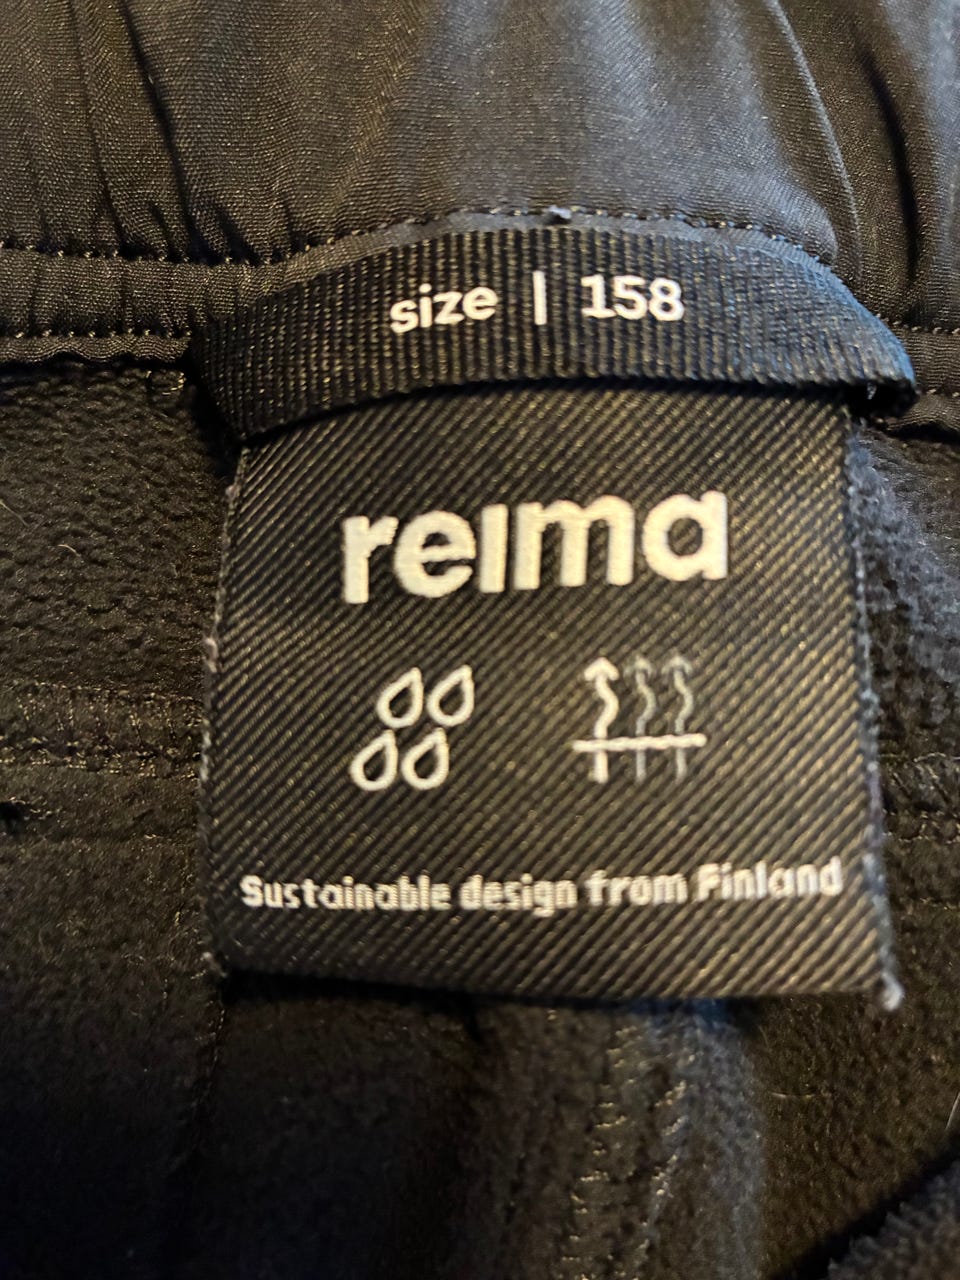 size | 158
reima
Sustainable design from Finland